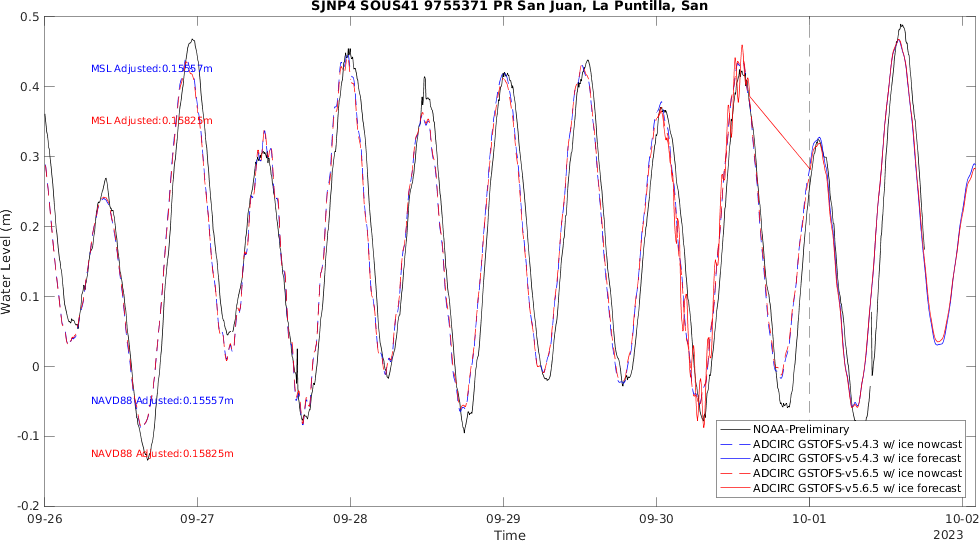 SJNP4 SOUS41 9755371 PR San Juan, La Puntilla, San
0.5
0.4
0.3
0.2
0.1
0
-0.1
-0.2
Water Level (m)
MSL Adjusted:0.15557m
MSL Adjusted:0.15825m
NAVD88 Adjusted:0.15557m
NAVD88 Adjusted:0.15825m
NOAA-Preliminary
ADCIRC GSTOFS-v5.4.3 w/ ice nowcast
ADCIRC GSTOFS-v5.4.3 w/ ice forecast
ADCIRC GSTOFS-v5.6.5 w/ ice nowcast
ADCIRC GSTOFS-v5.6.5 w/ ice forecast
09-26 09-27 09-28 09-29 09-30 10-01 10-02
Time
2023